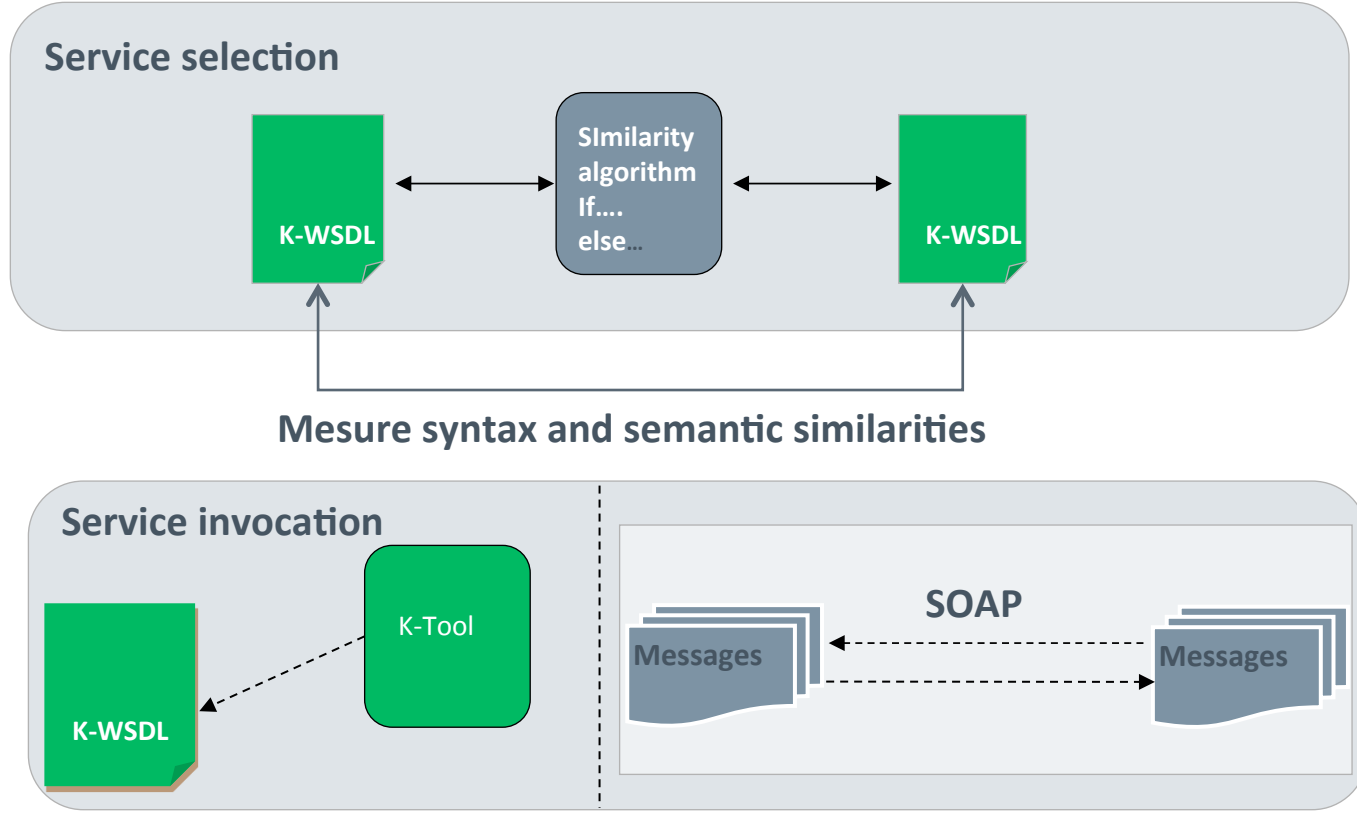 Service selection
K-WSDL
SImilarity
algorithm
If….
else…
K-WSDL
Mesure syntax and semantic similarities
Service invocation
K-Tool
K-WSDL
SOAP
Messages
Messages